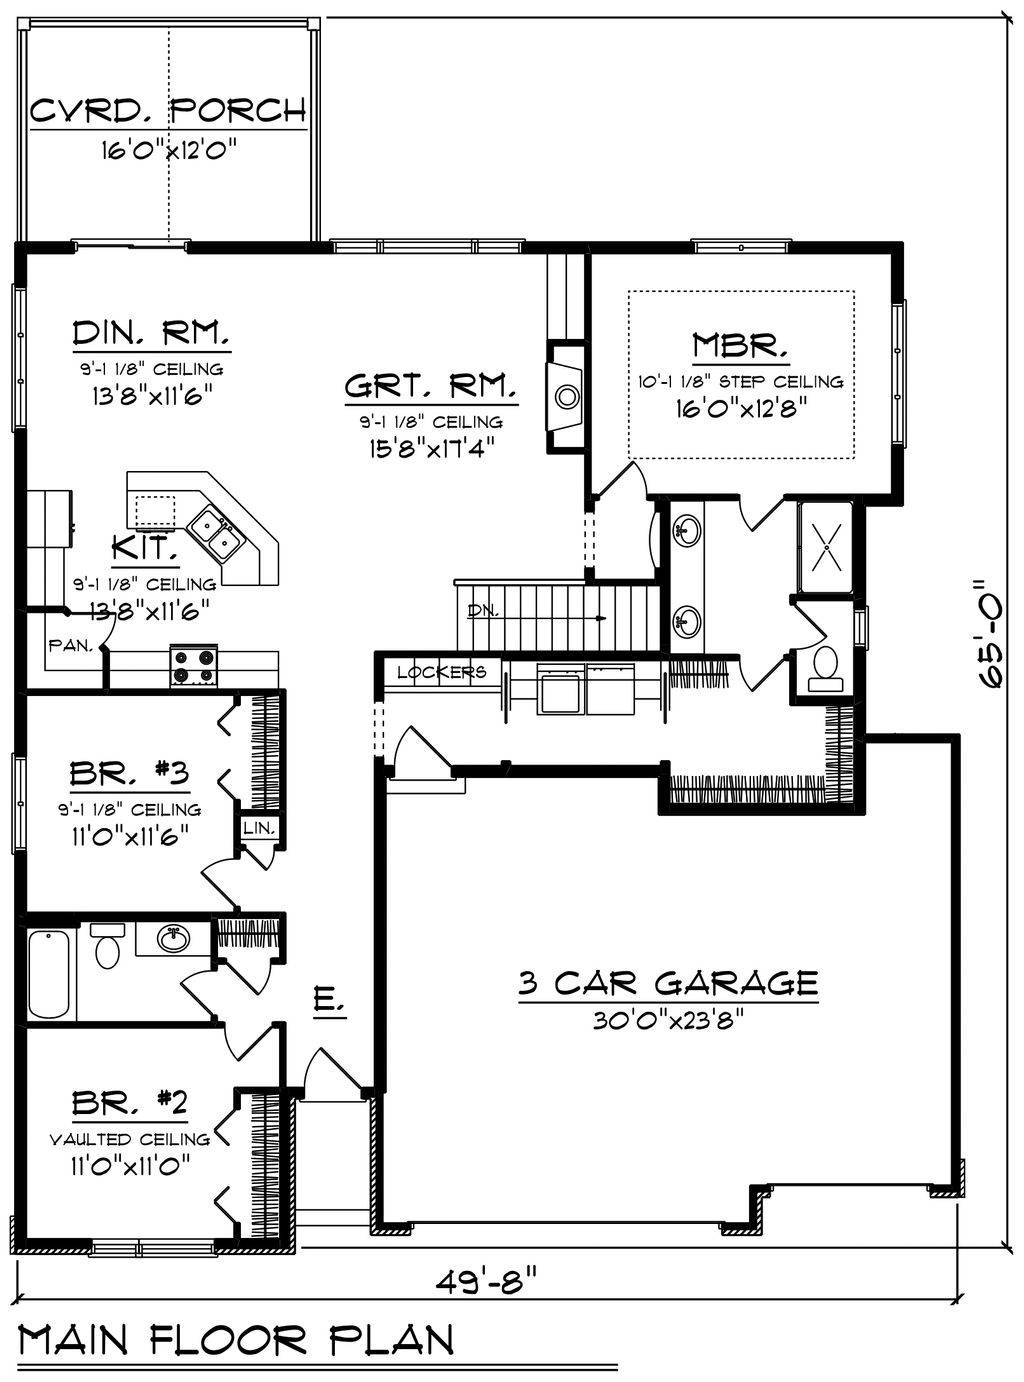 CVRD. PORCH
16'0"x12'0"
DIN. RM.
9'-1 1/8" CEILING
13'8"x11'6"
GRT. RM.
9'-1 1/8" CEILING
15'8"x17'4"
MBR.
10'-1 1/8" STEP CEILING
16'0"x12'8"
KIT.
9'-1 1/8" CEILING
13'8"x11'6"
PAN.
DN.
LOCKERS
65'-0"
BR. #3
9'-1 1/8" CEILING
11'0"x11'6"
LIN.
E.
3 CAR GARAGE
30'0"x23'8"
BR. #2
VAULTED CEILING
11'0"x11'0"
49'-8"
MAIN FLOOR PLAN